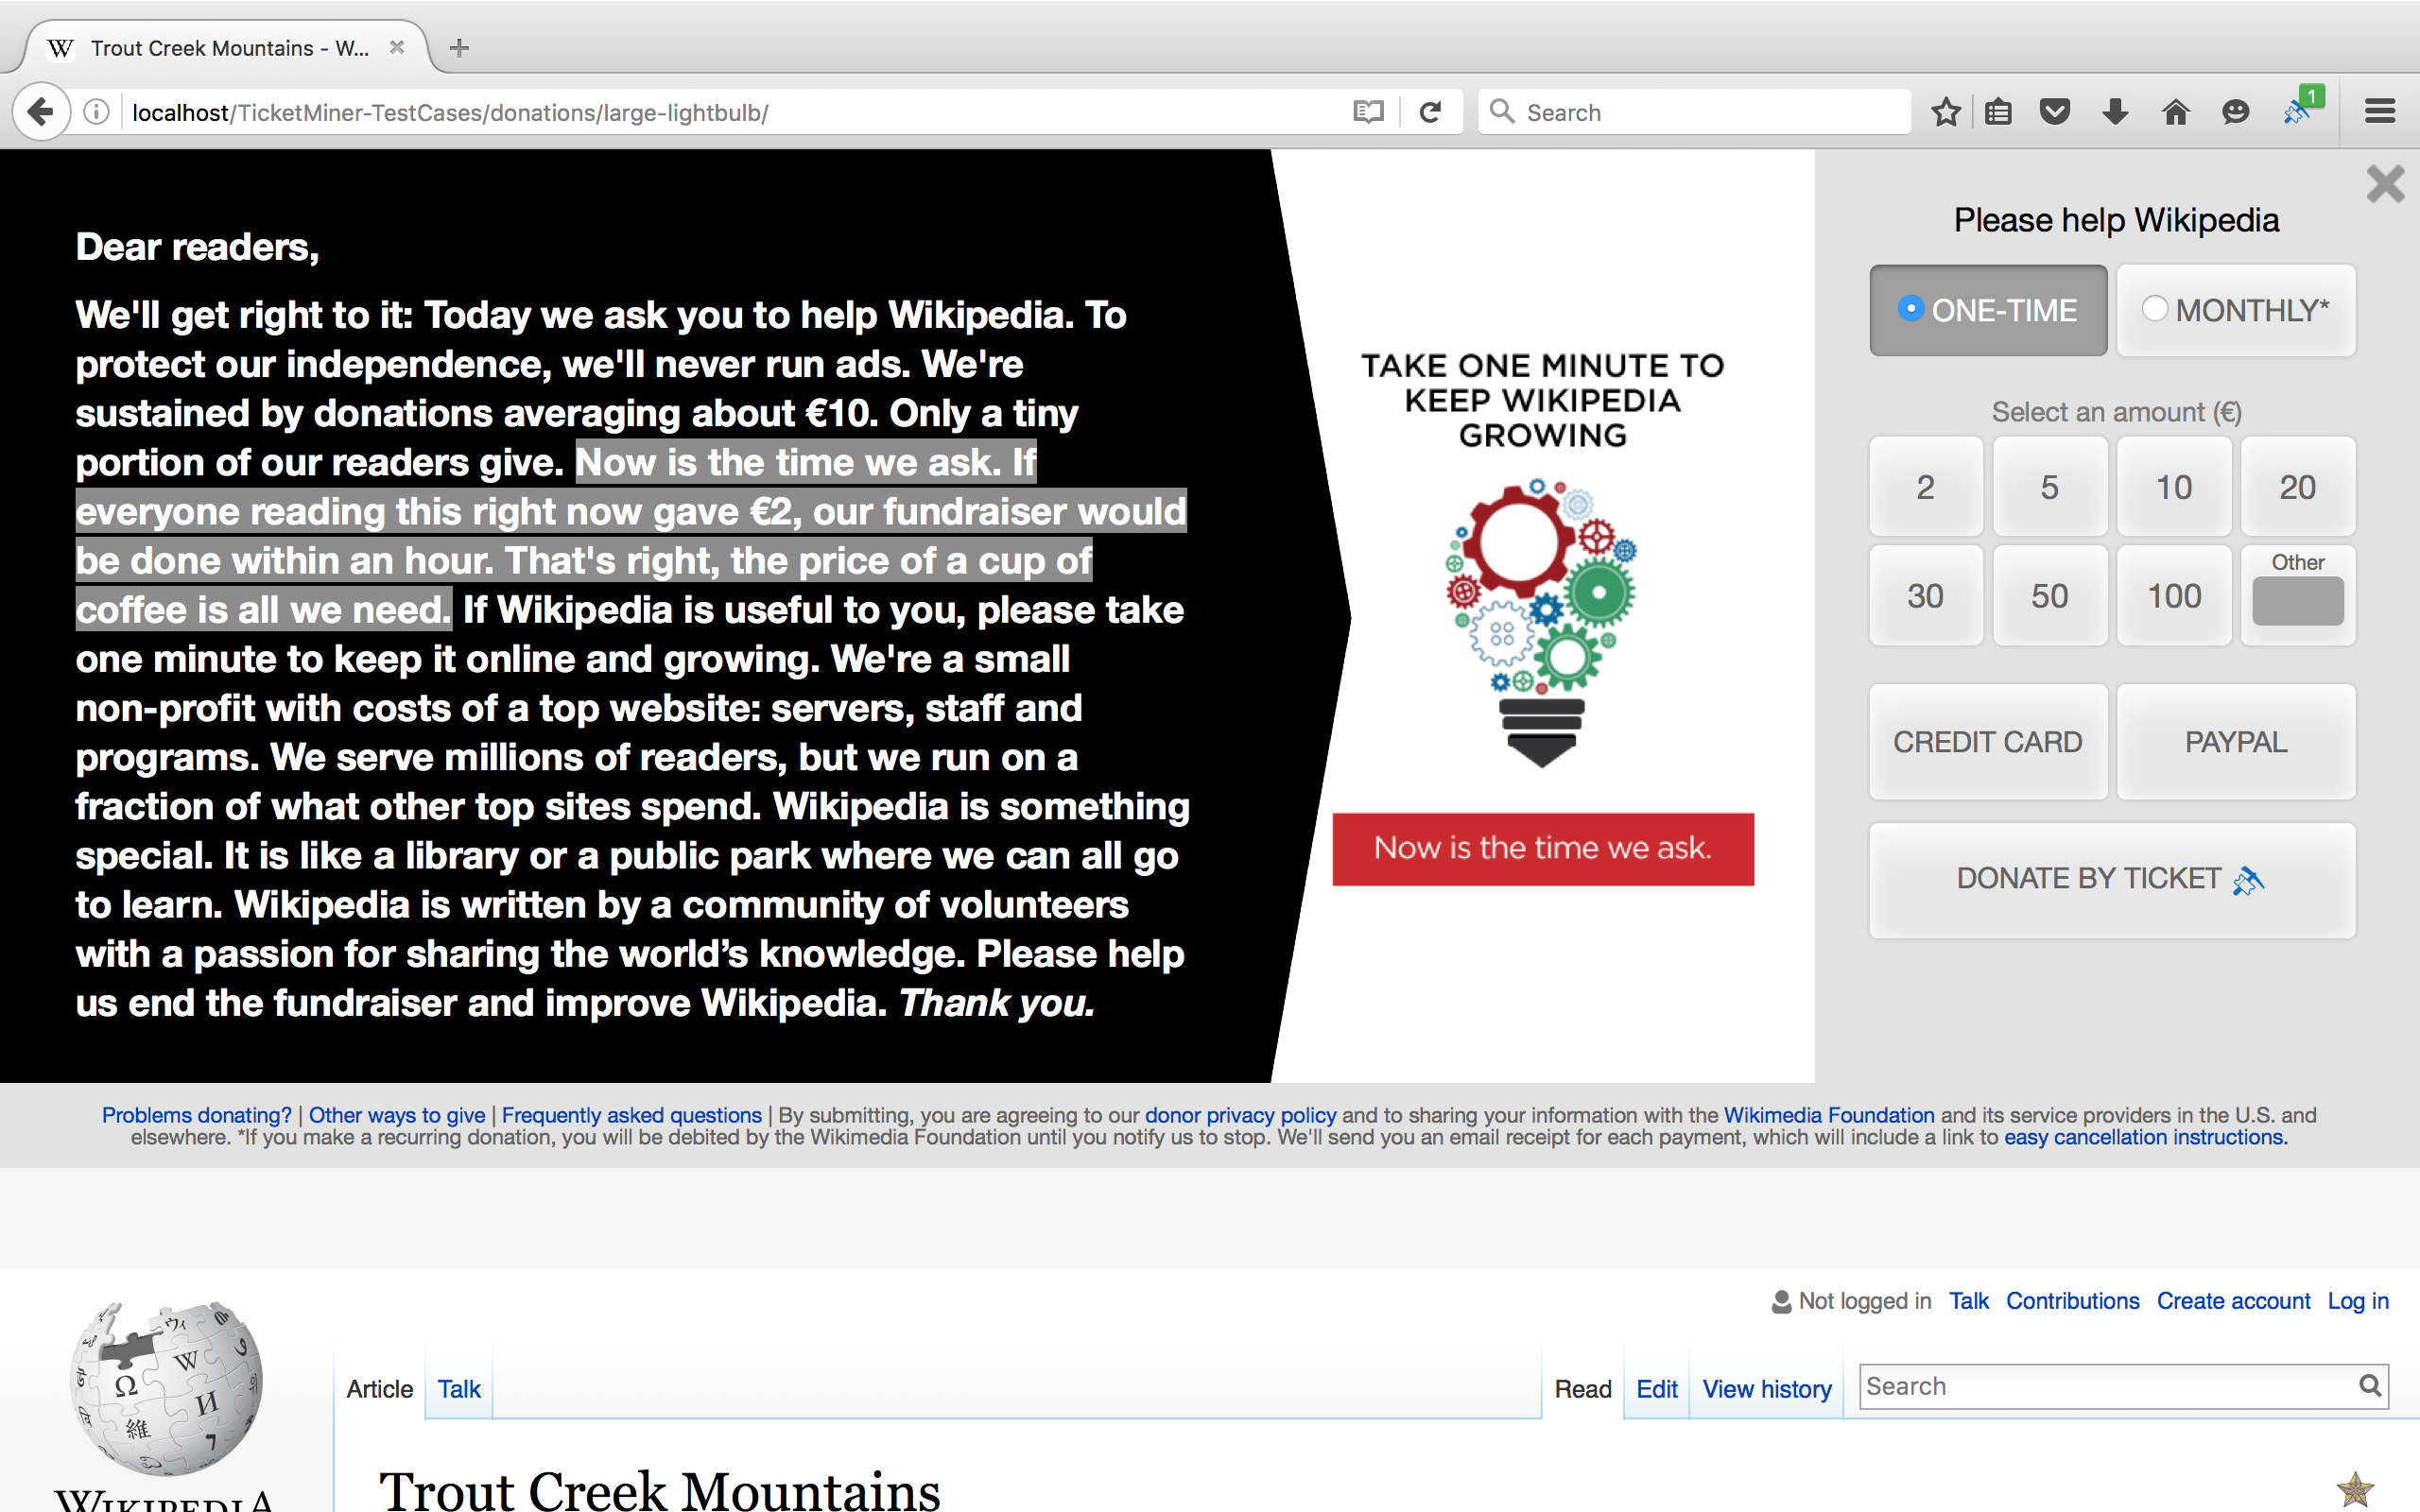 Trout Creek Mountains - W...
localhost/TicketMiner-TestCases/donations/large-lightbulb/
Search
1
Dear readers,
We'll get right to it: Today we ask you to help Wikipedia. To
protect our independence, we'll never run ads. We're
sustained by donations averaging about €10. Only a tiny
portion of our readers give. Now is the time we ask. If
everyone reading this right now gave €2, our fundraiser would
be done within an hour. That's right, the price of a cup of
coffee is all we need. If Wikipedia is useful to you, please take
one minute to keep it online and growing. We're a small
non-profit with costs of a top website: servers, staff and
programs. We serve millions of readers, but we run on a
fraction of what other top sites spend. Wikipedia is something
special. It is like a library or a public park where we can all go
to learn. Wikipedia is written by a community of volunteers
with a passion for sharing the world’s knowledge. Please help
us end the fundraiser and improve Wikipedia. Thank you.
TAKE ONE MINUTE TO
KEEP WIKIPEDIA
GROWING
Now is the time we ask.
Please help Wikipedia
ONE-TIME MONTHLY*
Select an amount (€)
2 5 10 20
30 50 100 Other
CREDIT CARD PAYPAL
DONATE BY TICKET
Problems donating? | Other ways to give | Frequently asked questions | By submitting, you are agreeing to our donor privacy policy and to sharing your information with the Wikimedia Foundation and its service providers in the U.S. and
elsewhere. *If you make a recurring donation, you will be debited by the Wikimedia Foundation until you notify us to stop. We'll send you an email receipt for each payment, which will include a link to easy cancellation instructions.
Not logged in Talk Contributions Create account Log in
Article Talk Read Edit View history Search
Ω W И 維 ウィ 7
WIKIPEDIA
Trout Creek Mountains